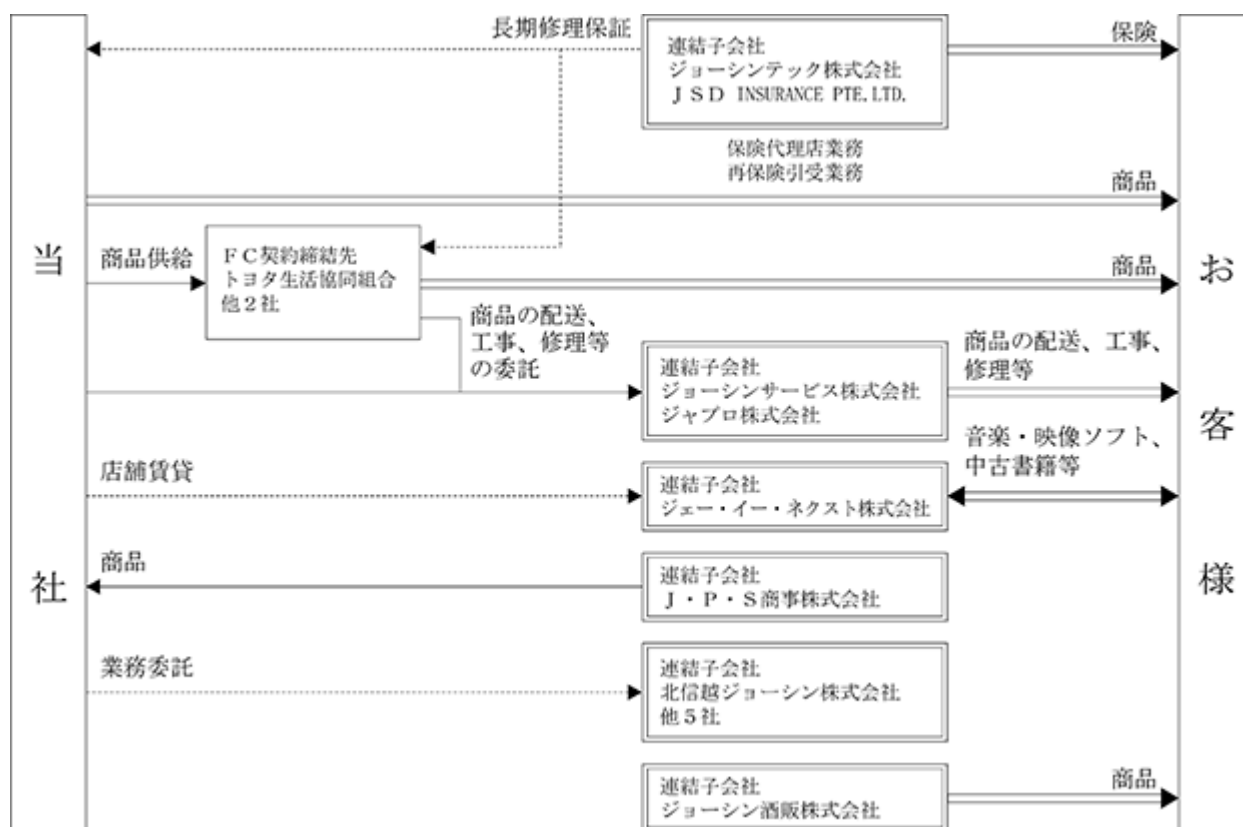 長期修理保証
連結子会社
ジョーシンテック株式会社
ＪＳＤ INSURANCE PTE.LTD.
保険
保険代理店業務
再保険引受業務
商品
当社
商品供給
ＦＣ契約締結先
トヨタ生活協同組合
他２社
商品
お客様
商品の配送、
工事、修理等
の委託
連結子会社
ジョーシンサービス株式会社
ジャプロ株式会社
商品の配送、工事、
修理等
店舗賃貸
連結子会社
ジェー・イー・ネクスト株式会社
音楽・映像ソフト、
中古書籍等
商品
連結子会社
Ｊ・Ｐ・Ｓ商事株式会社
業務委託
連結子会社
北信越ジョーシン株式会社
他５社
連結子会社
ジョーシン酒販株式会社
商品